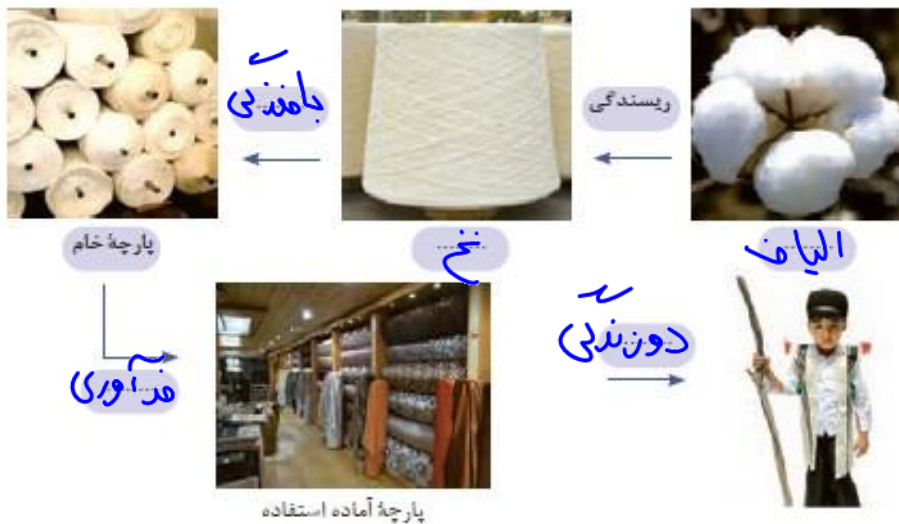 ریسندگی
بافندگی
الیاف
نخ
پارچهٔ خام
فرآوری
دوزندگی
پارچهٔ آماده استفاده